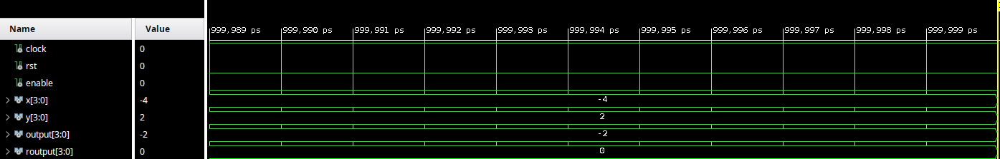 Name Value
999,989 ps 999,990 ps 999,991 ps 999,992 ps 999,993 ps 999,994 ps 999,995 ps 999,996 ps 999,997 ps 999,998 ps 999,999 ps
clock 0
rst 0
enable 0
x[3:0] -4 -4
y[3:0] 2 2
output[3:0] -2 -2
routput[3:0] 0 0